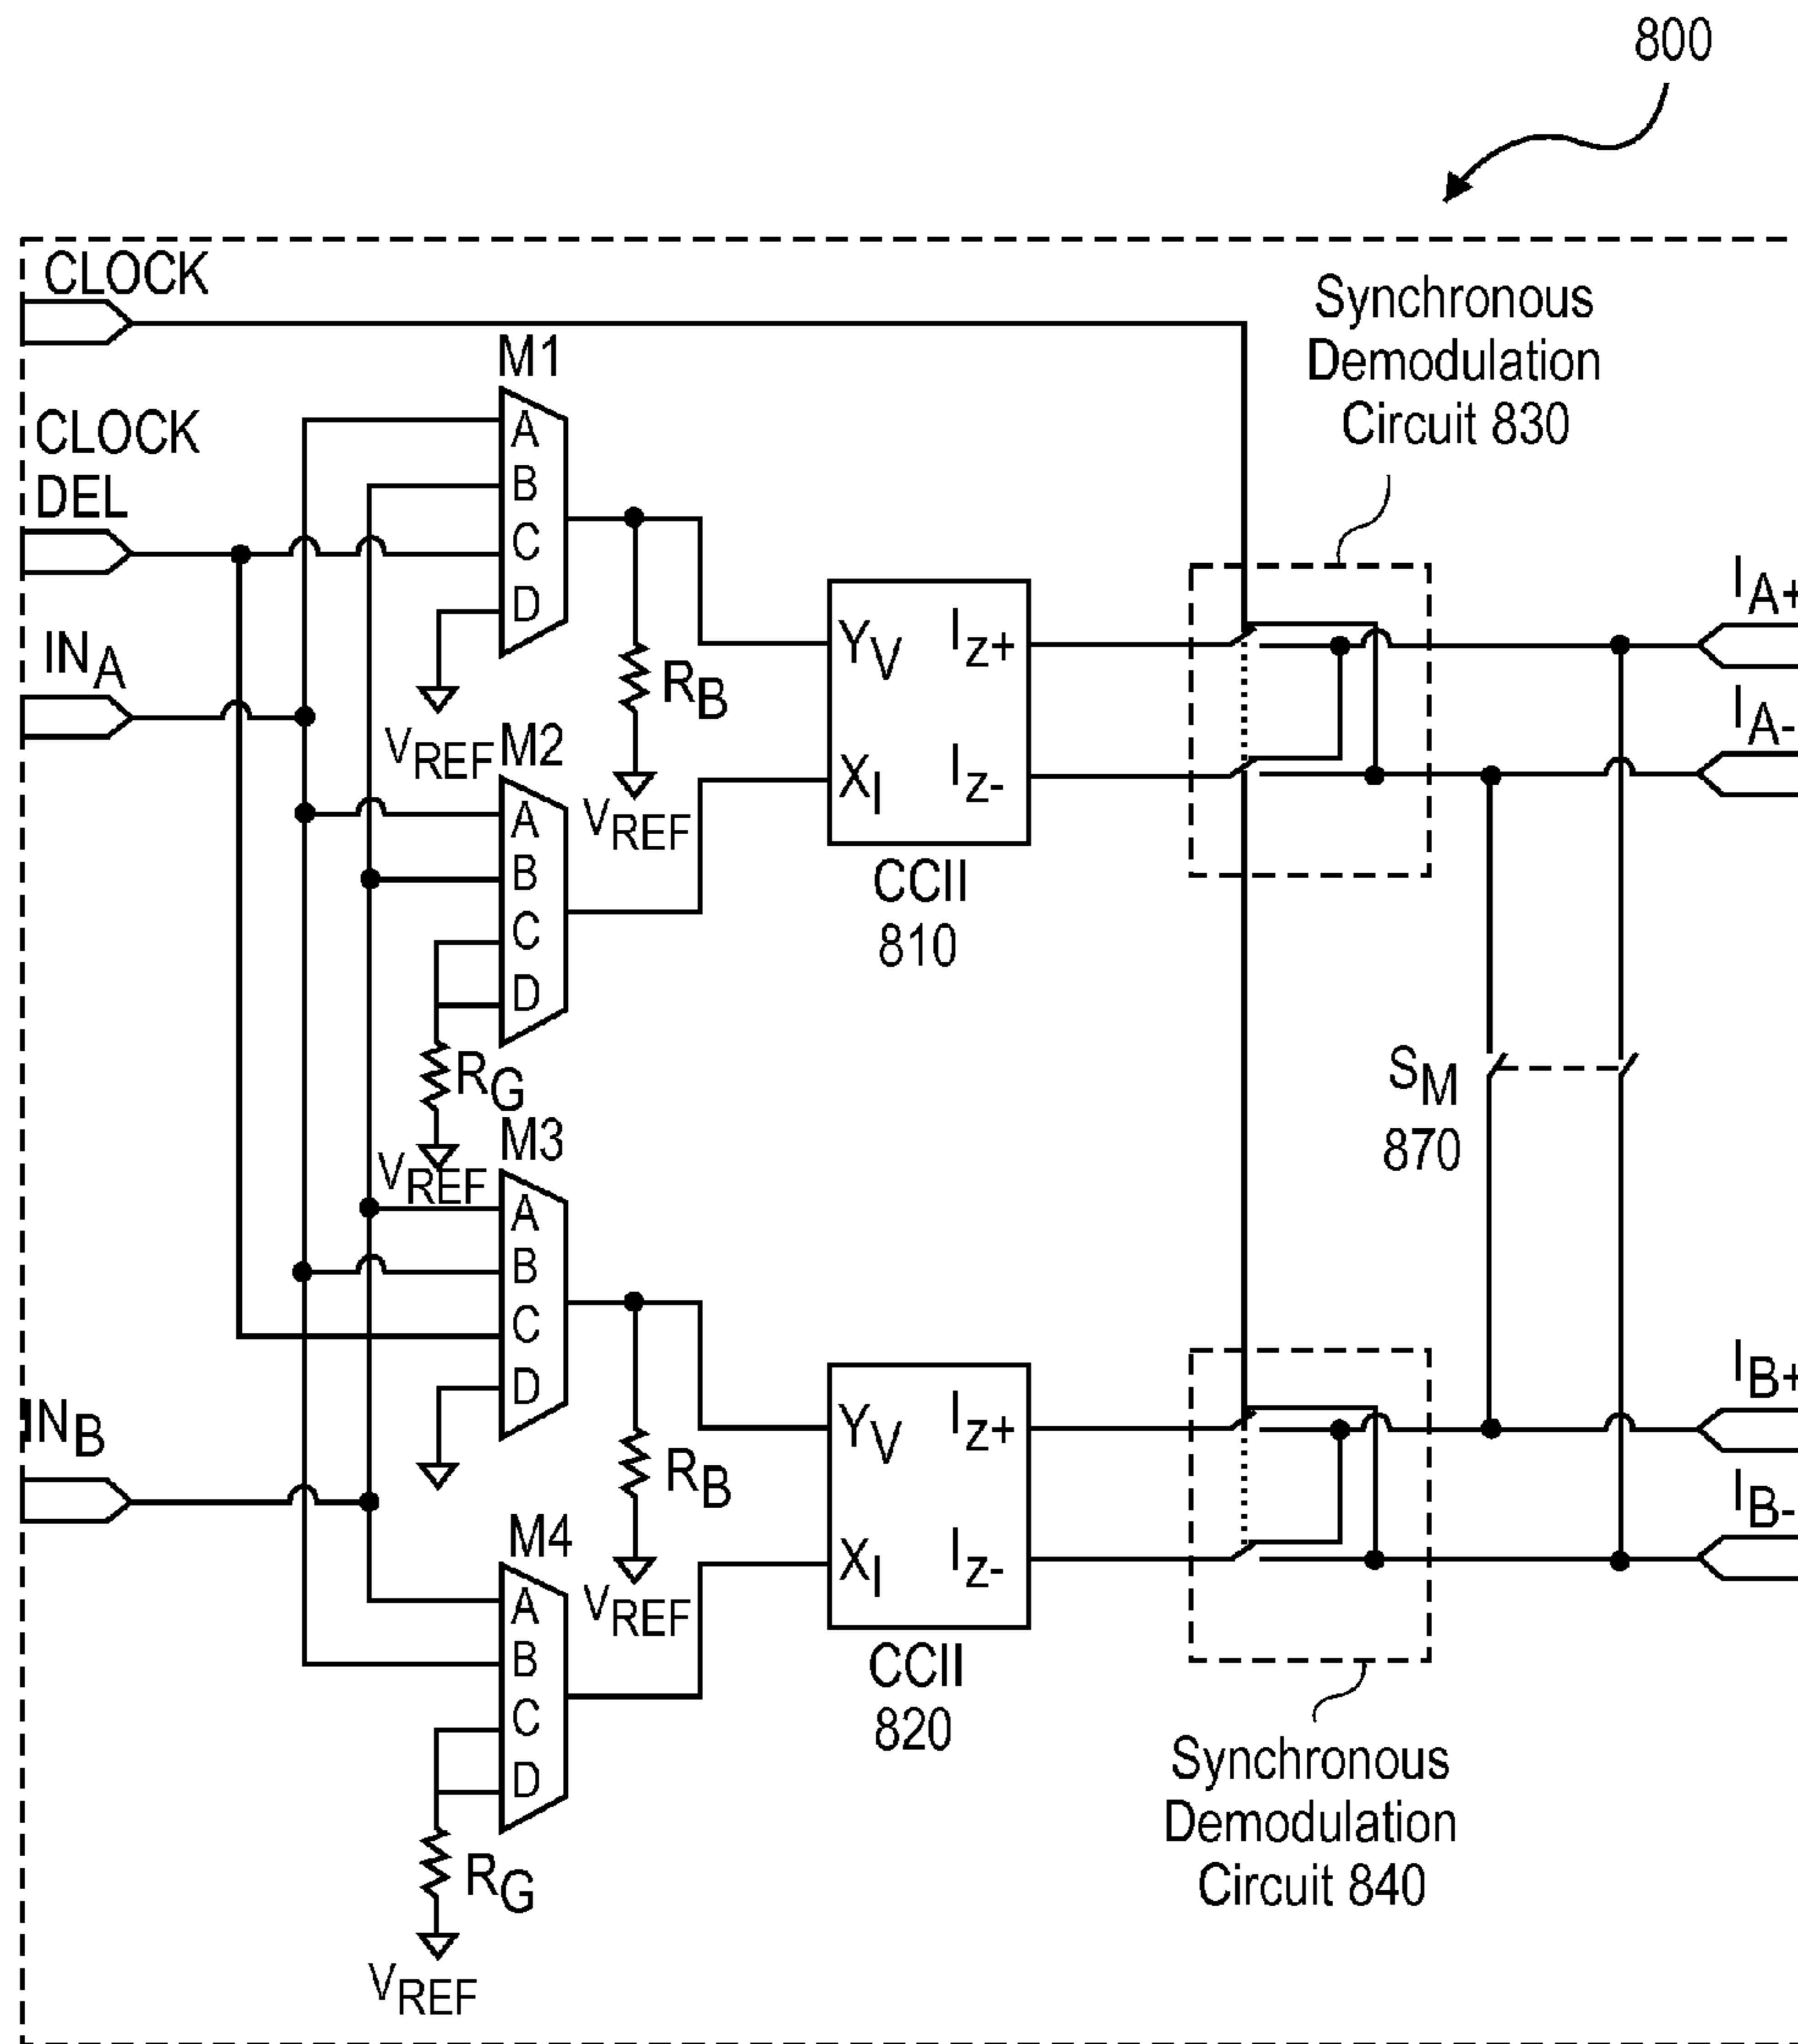 800
CLOCK
Synchronous
Demodulation
Circuit 830
M1
CLOCK
DEL
A
B
C
D
IN_A
V_REF
R_B
V_REF
Y_V
I_Z+
X_I
I_Z-
CCII
810
I_A+
I_A-
M2
A
B
C
D
R_G
V_REF
S_M
870
M3
A
B
C
D
R_B
V_REF
IN_B
Y_V
I_Z+
X_I
I_Z-
CCII
820
I_B+
I_B-
M4
A
B
C
D
R_G
V_REF
Synchronous
Demodulation
Circuit 840